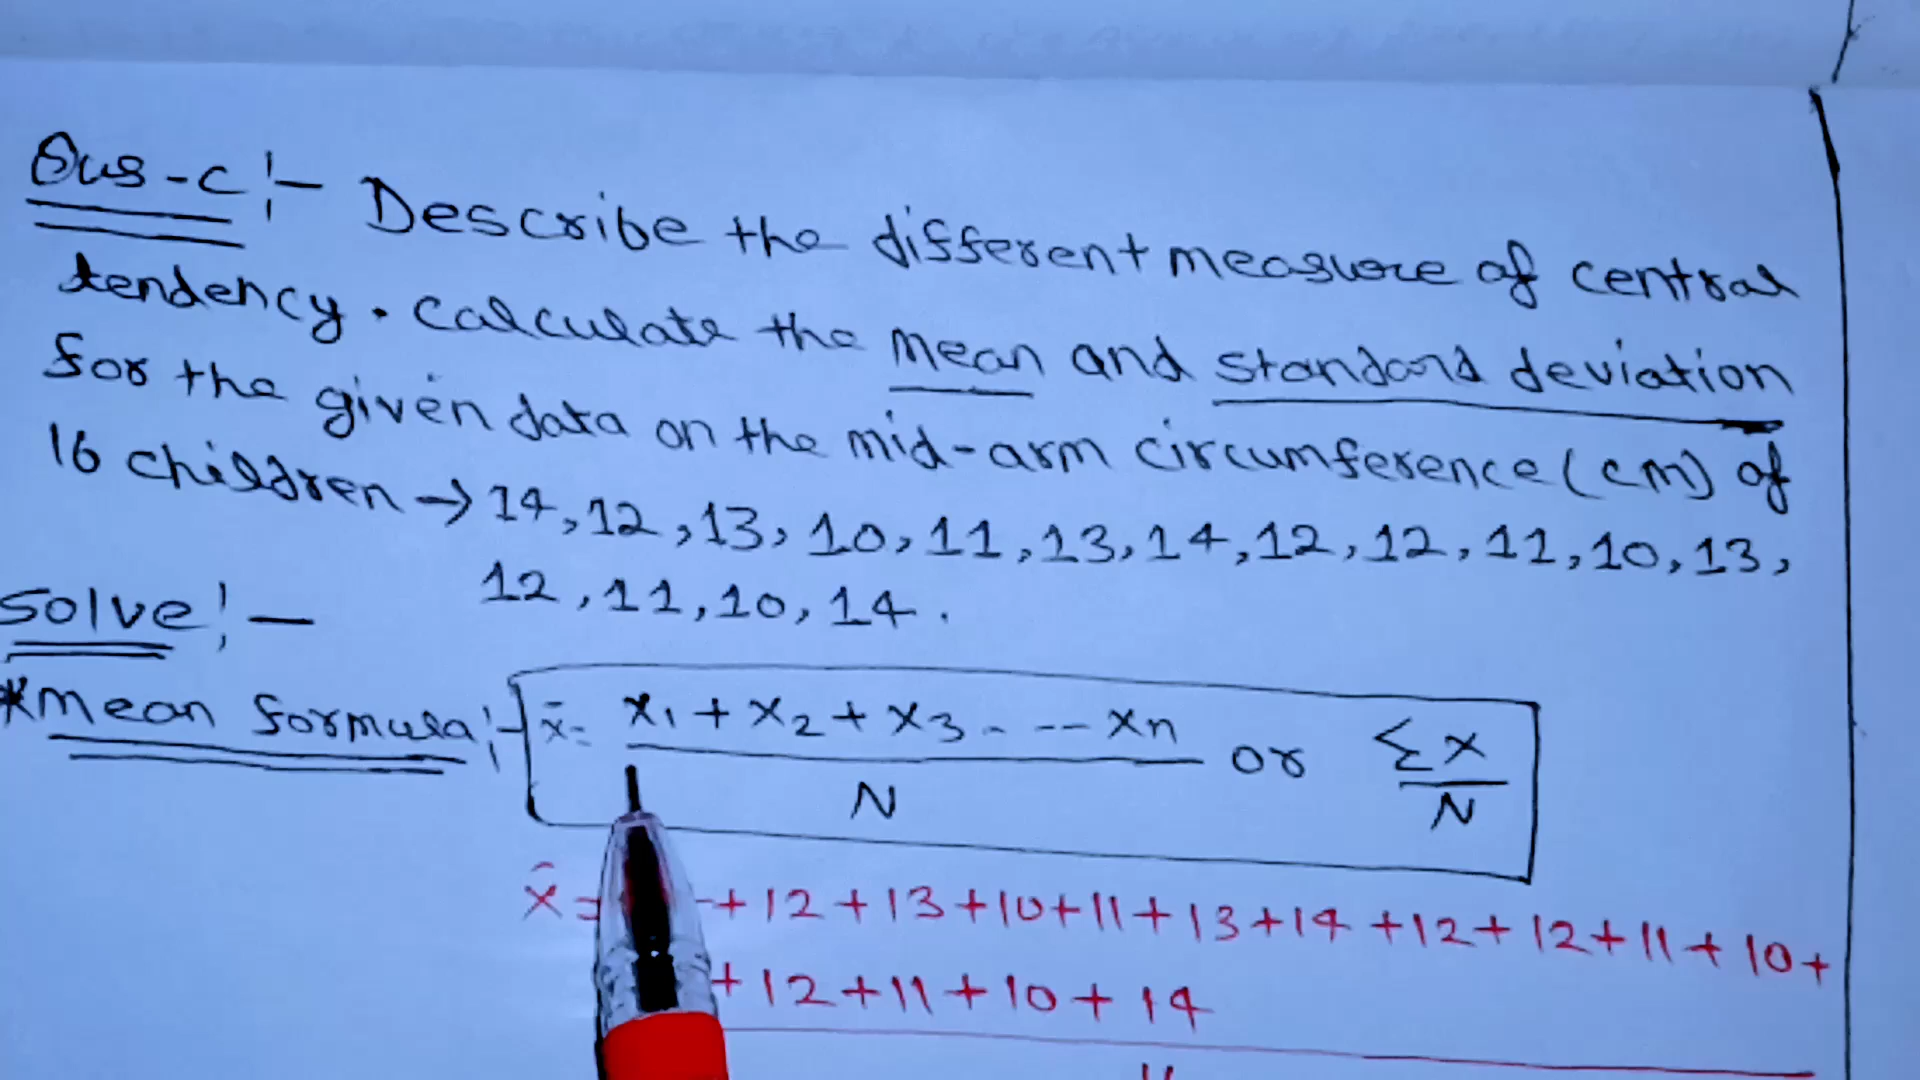 Qus-C:- Describe the different measure of central
tendency. Calculate the mean and standard deviation
for the given data on the mid-arm circumference (cm) of
16 children → 14, 12, 13, 10, 11, 13, 14, 12, 12, 11, 10, 13,
12, 11, 10, 14.
Solve:-
*Mean formula:- x̄= x₁ + x₂ + x₃ - -- xn / N or Σx / N
x̄ = + 12 + 13 + 10 + 11 + 13 + 14 + 12 + 12 + 11 + 10 +
+ 12 + 11 + 10 + 14